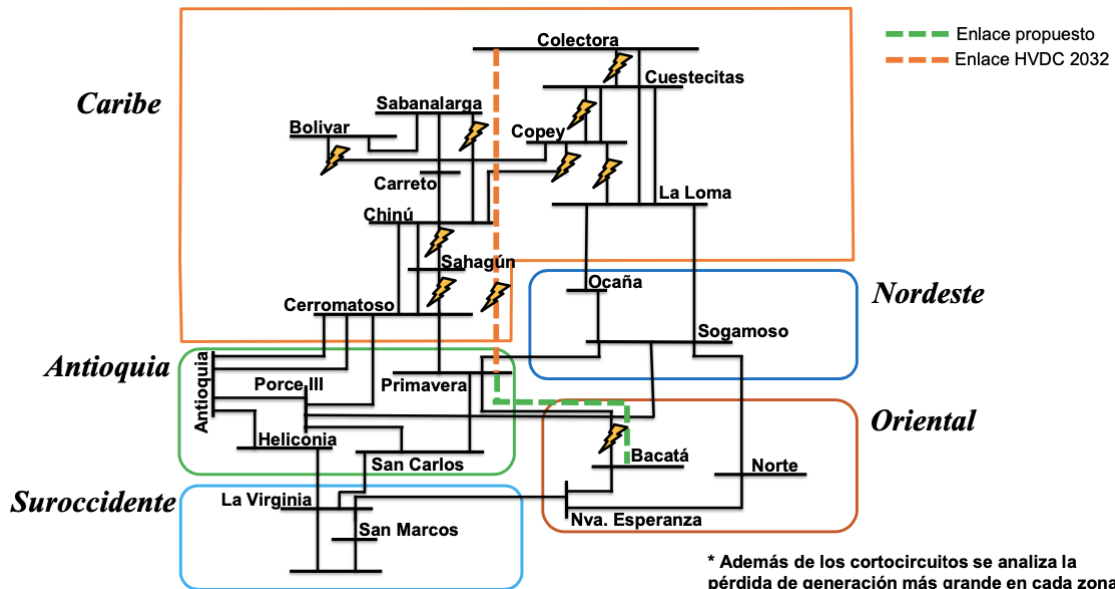 Colectora
Enlace propuesto
Enlace HVDC 2032
Caribe
Cuestecitas
Sabanalarga
Bolivar
Copey
Carreto
La Loma
Chinú
Sahagún
Ocaña
Nordeste
Cerromatoso
Sogamoso
Antioquia
Antioquia
Porce III
Primavera
Oriental
Heliconia
San Carlos
Bacatá
Norte
Suroccidente
La Virginia
San Marcos
Nva. Esperanza
* Además de los cortocircuitos se analiza la
pérdida de generación más grande en cada zona